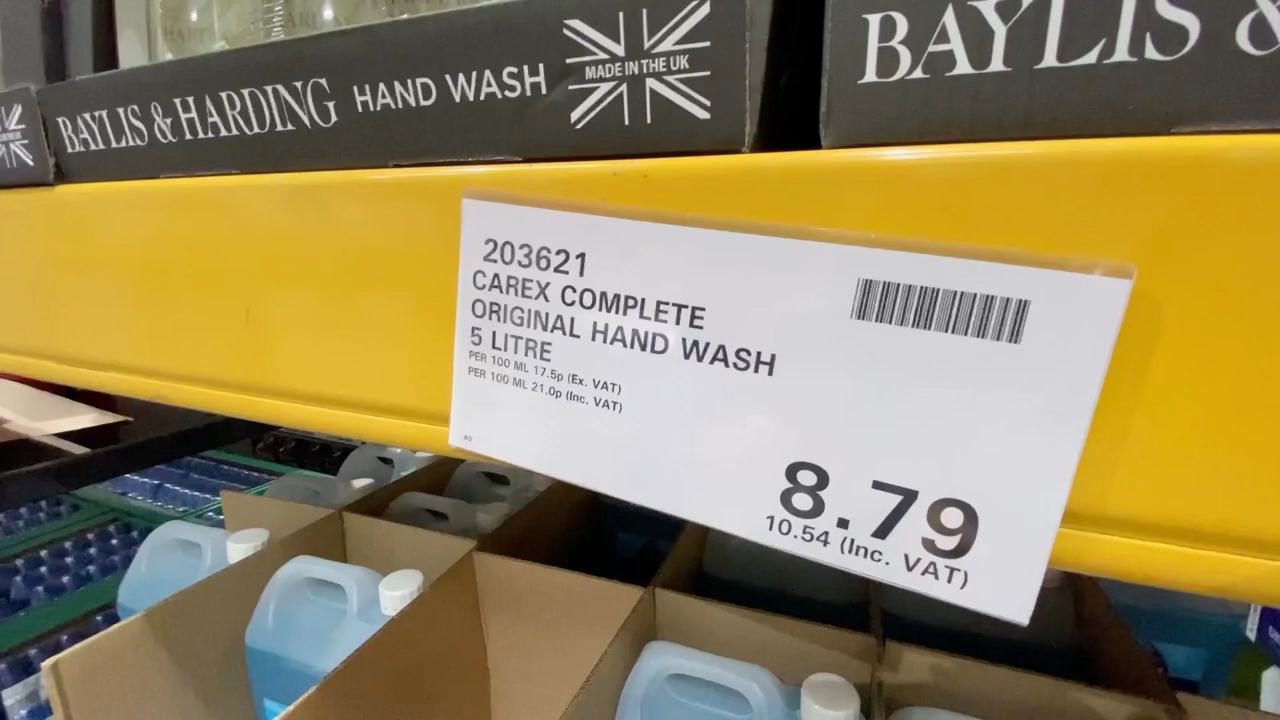 BAYLIS & HARDING HAND WASH
MADE IN THE UK
BAYLIS &
203621
CAREX COMPLETE
ORIGINAL HAND WASH
5 LITRE
PER 100 ML 17.5p (Ex. VAT)
PER 100 ML 21.0p (Inc. VAT)
AO
8.79
10.54 (Inc. VAT)